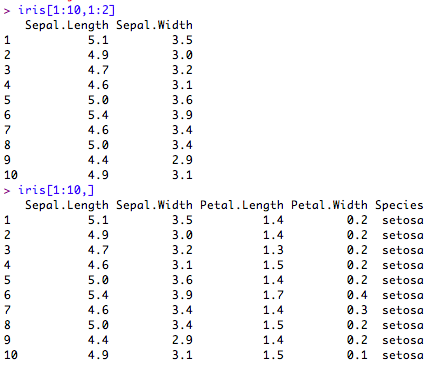 > iris[1:10,1:2]
   Sepal.Length Sepal.Width
1           5.1         3.5
2           4.9         3.0
3           4.7         3.2
4           4.6         3.1
5           5.0         3.6
6           5.4         3.9
7           4.6         3.4
8           5.0         3.4
9           4.4         2.9
10          4.9         3.1
> iris[1:10,]
   Sepal.Length Sepal.Width Petal.Length Petal.Width Species
1           5.1         3.5          1.4         0.2  setosa
2           4.9         3.0          1.4         0.2  setosa
3           4.7         3.2          1.3         0.2  setosa
4           4.6         3.1          1.5         0.2  setosa
5           5.0         3.6          1.4         0.2  setosa
6           5.4         3.9          1.7         0.4  setosa
7           4.6         3.4          1.4         0.3  setosa
8           5.0         3.4          1.5         0.2  setosa
9           4.4         2.9          1.4         0.2  setosa
10          4.9         3.1          1.5         0.1  setosa